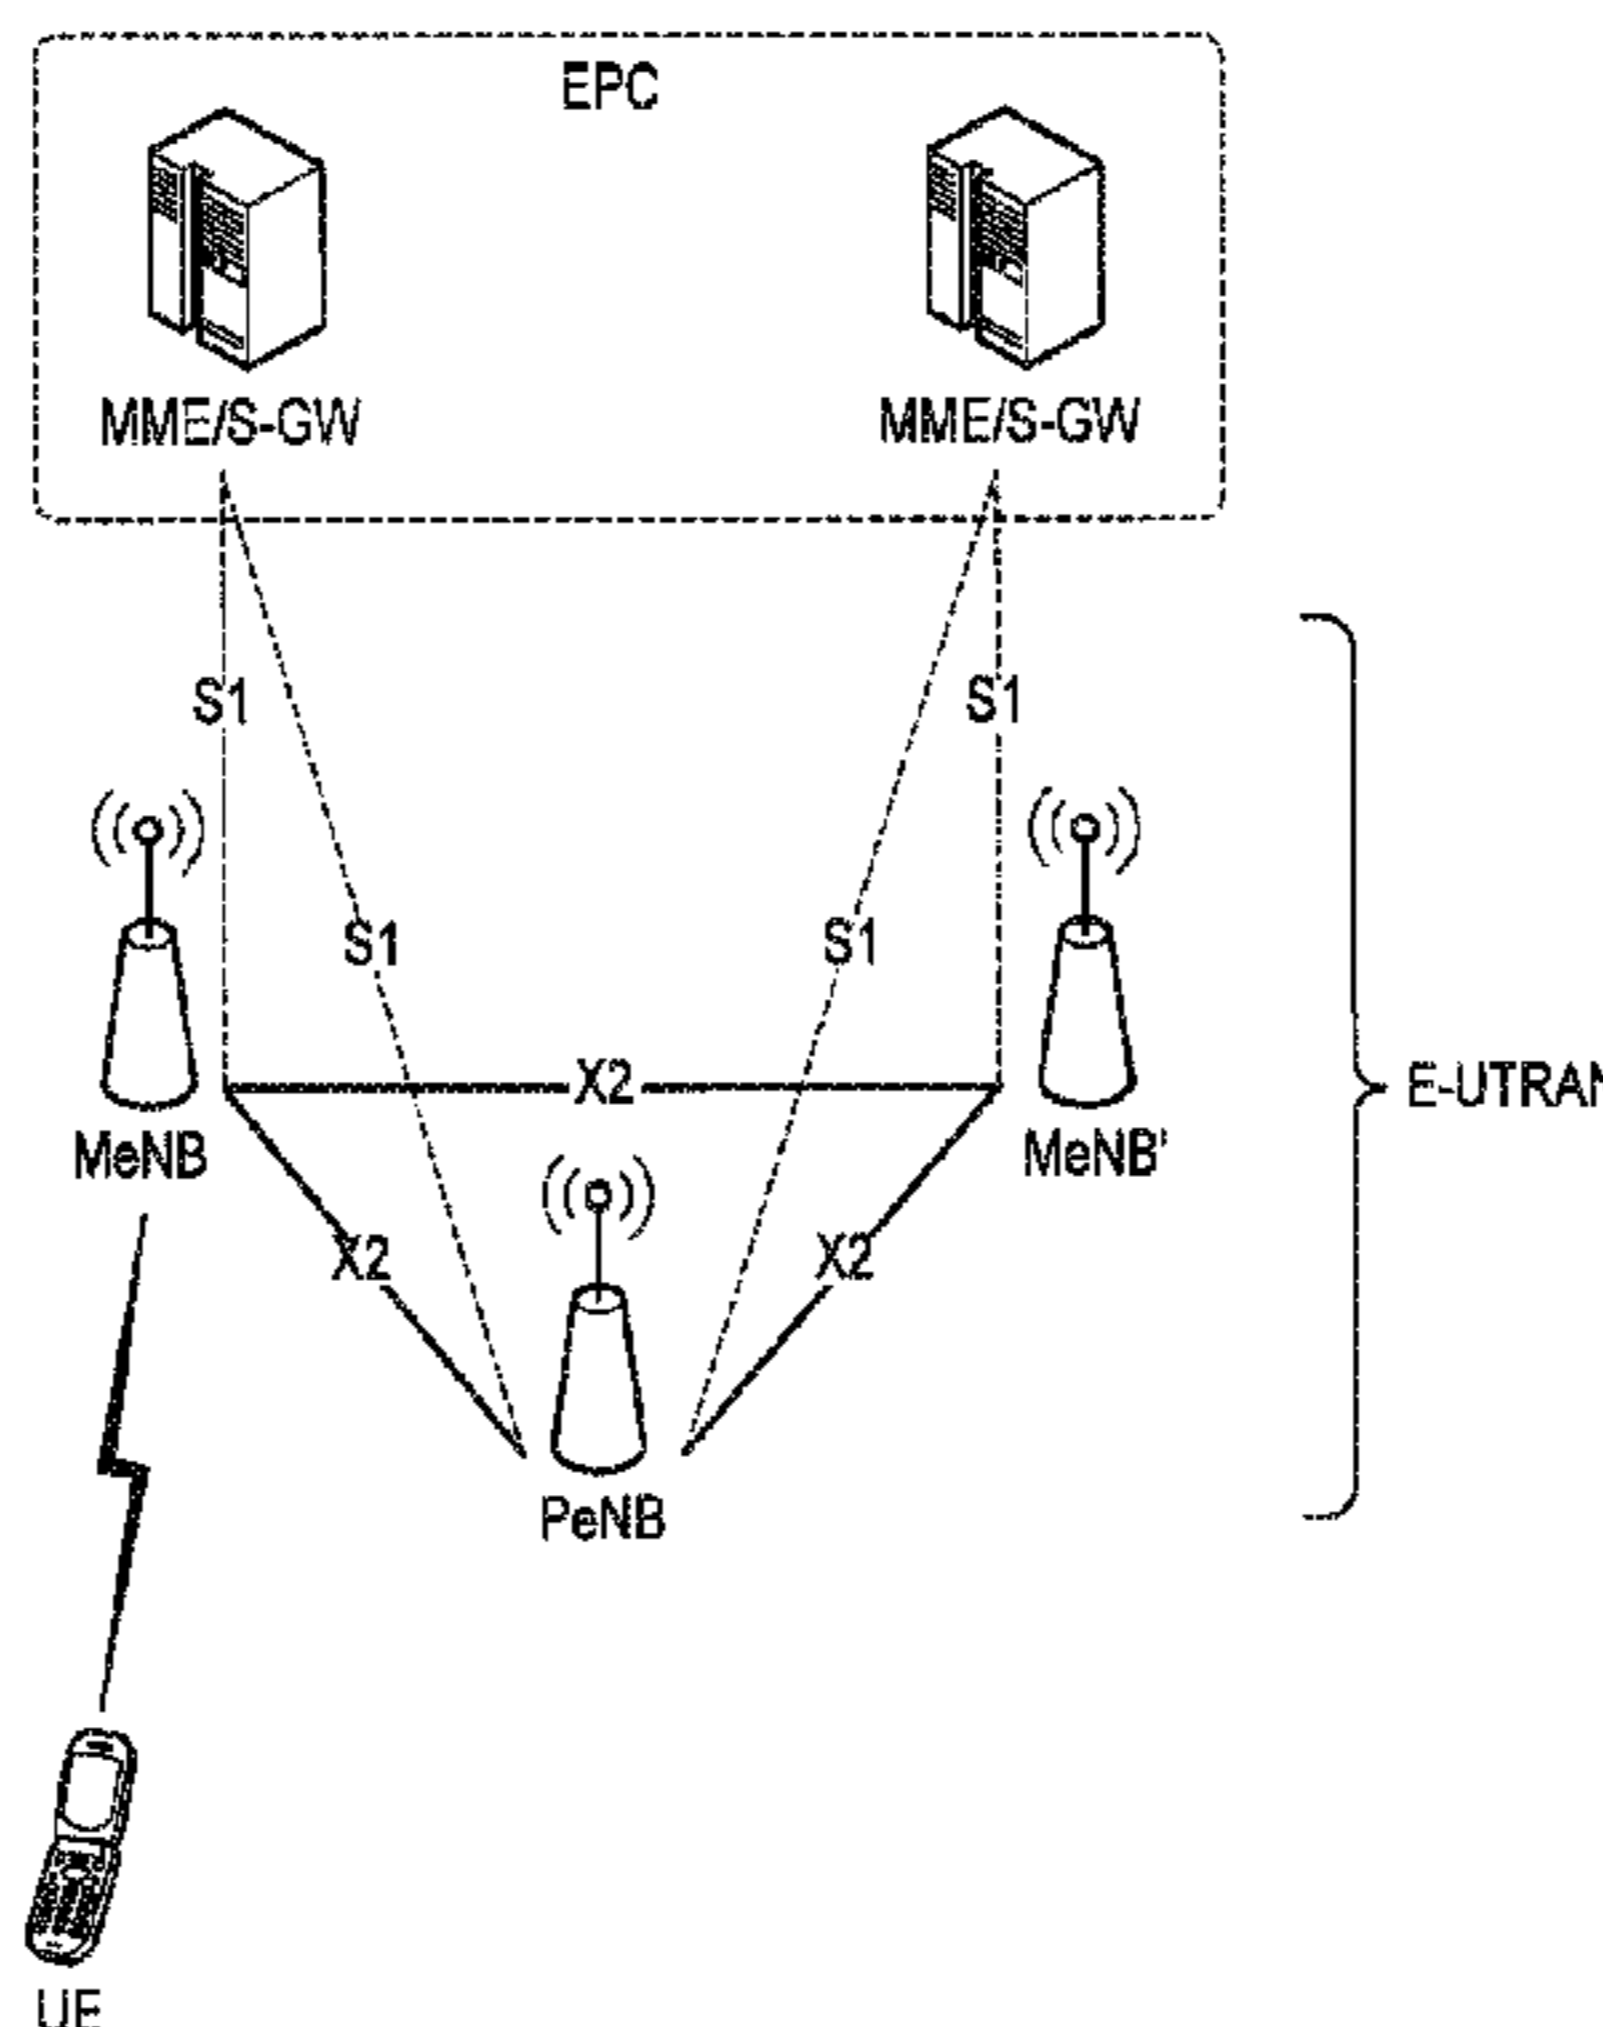 EPC
MME/S-GW
MME/S-GW
S1
S1
S1
S1
X2
E-UTRAN
MeNB
MeNB'
X2
X2
PeNB
UE